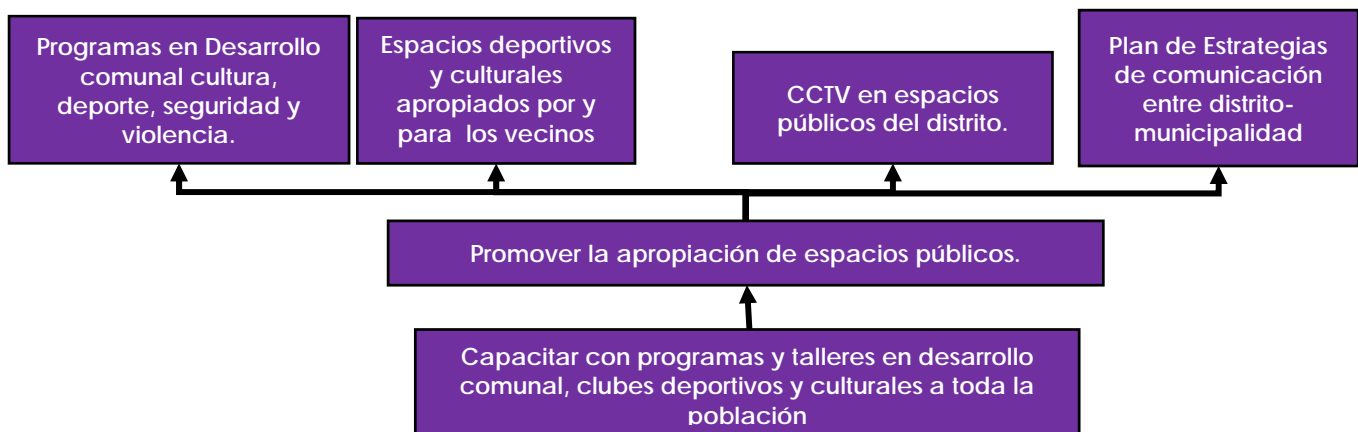 Programas en Desarrollo
comunal cultura,
deporte, seguridad y
violencia.
Espacios deportivos
y culturales
apropiados por y
para los vecinos
CCTV en espacios
públicos del distrito.
Plan de Estrategias
de comunicación
entre distrito-
municipalidad
Promover la apropiación de espacios públicos.
Capacitar con programas y talleres en desarrollo
comunal, clubes deportivos y culturales a toda la
población